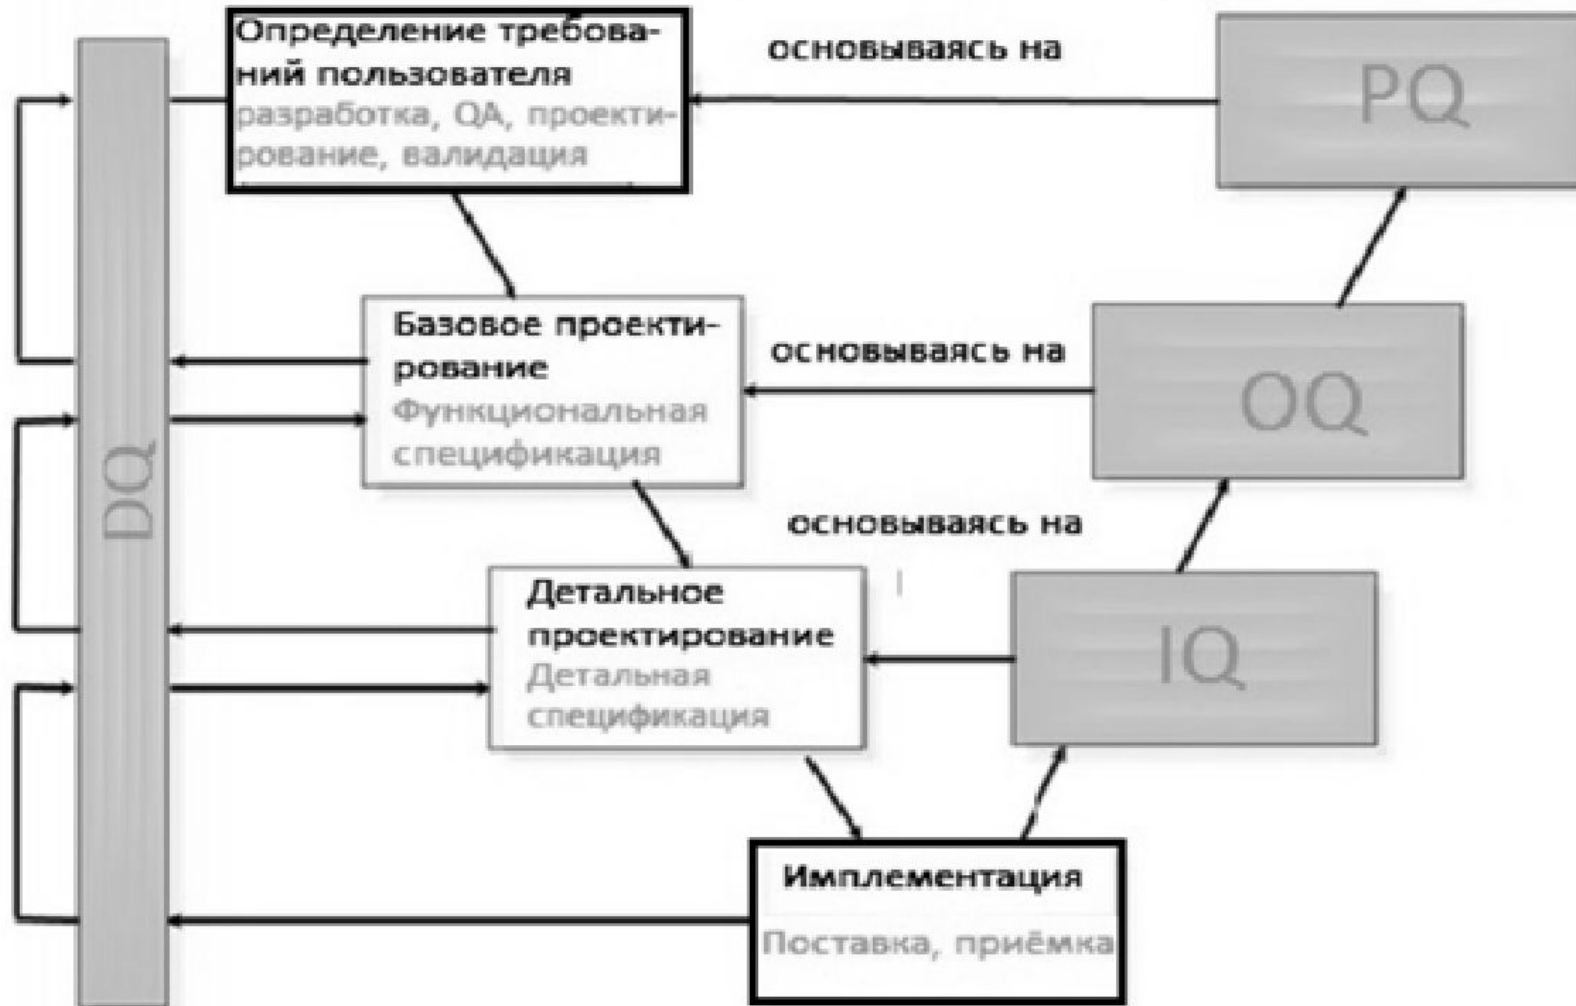 Определение требова-
ний пользователя
разработка, QA, проекти-
рование, валидация
основываясь на
PQ
Базовое проекти-
рование
Функциональная
спецификация
основываясь на
OQ
DQ
основываясь на
Детальное
проектирование
Детальная
спецификация
IQ
Имплементация
Поставка, приёмка